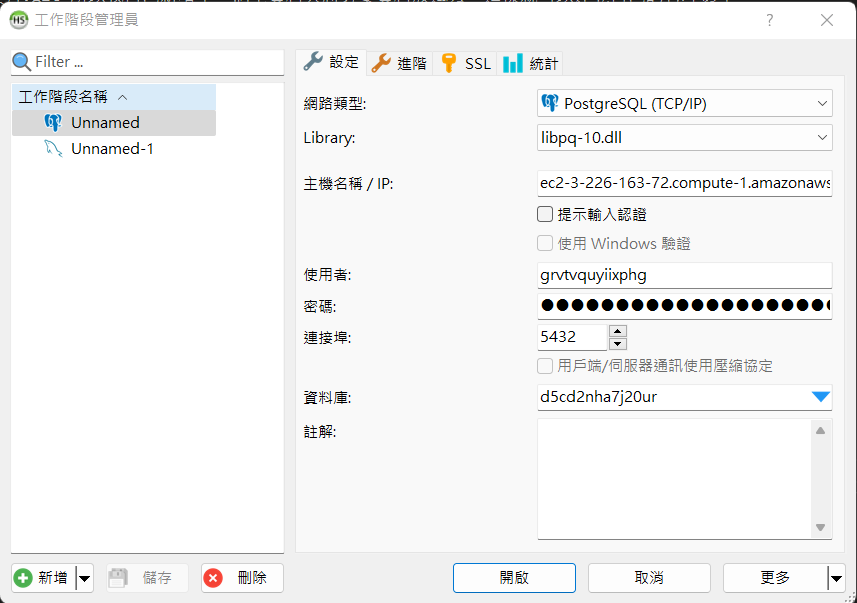 HS 工作階段管理員
Filter ...
工作階段名稱
Unnamed
Unnamed-1
設定 進階 SSL 統計
網路類型: PostgreSQL (TCP/IP)
Library: libpq-10.dll
主機名稱 / IP: ec2-3-226-163-72.compute-1.amazonaws
提示輸入認證
使用 Windows 驗證
使用者: grvtvquyiixphg
密碼: ●●●●●●●●●●●●●●●●●●●●
連接埠: 5432
用戶端/伺服器通訊使用壓縮協定
資料庫: d5cd2nha7j20ur
註解:
新增 儲存 刪除 開啟 取消 更多